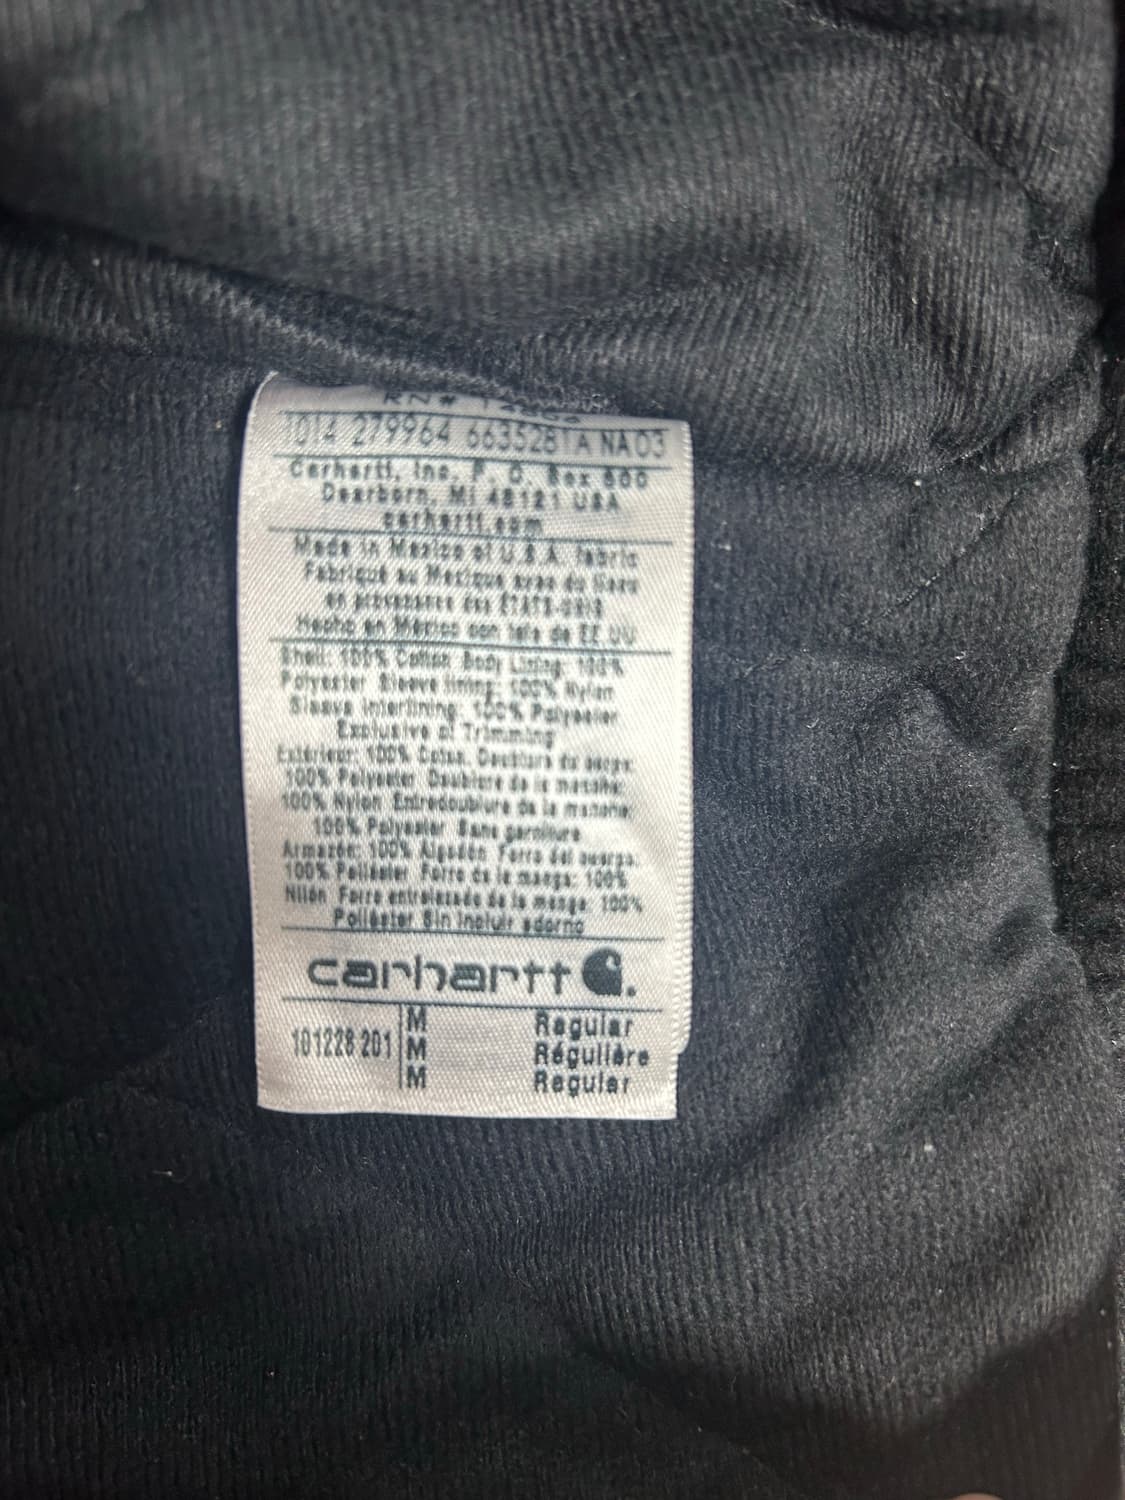 RN#
1014 279964 6635281A NA03
Carhartt, Inc. P. O. Box 600
Dearborn, MI 48121 USA
carhartt.com
Made in Mexico of U.S.A. fabric
Fabriqué au Mexique avec du tissu
en provenance des ÉTATS-UNIS
Hecho en México con tela de EE.UU
Shell: 100% Cotton Body Lining: 100%
Polyester Sleeve lining: 100% Nylon
Sleeve interlining: 100% Polyester
Exclusive of Trimming
Extérieur: 100% Coton. Doublure du corps:
100% Polyester Doublure de la manche:
100% Nylon Entredoublure de la manche:
100% Polyester Sans garniture
Armazón: 100% Algodón Forro del cuerpo:
100% Poliéster Forro de la manga: 100%
Nilón Forro entrelazado de la manga: 100%
Poliéster Sin incluir adorno
carhartt
M Regular
101228 201 M Régulière
M Regular